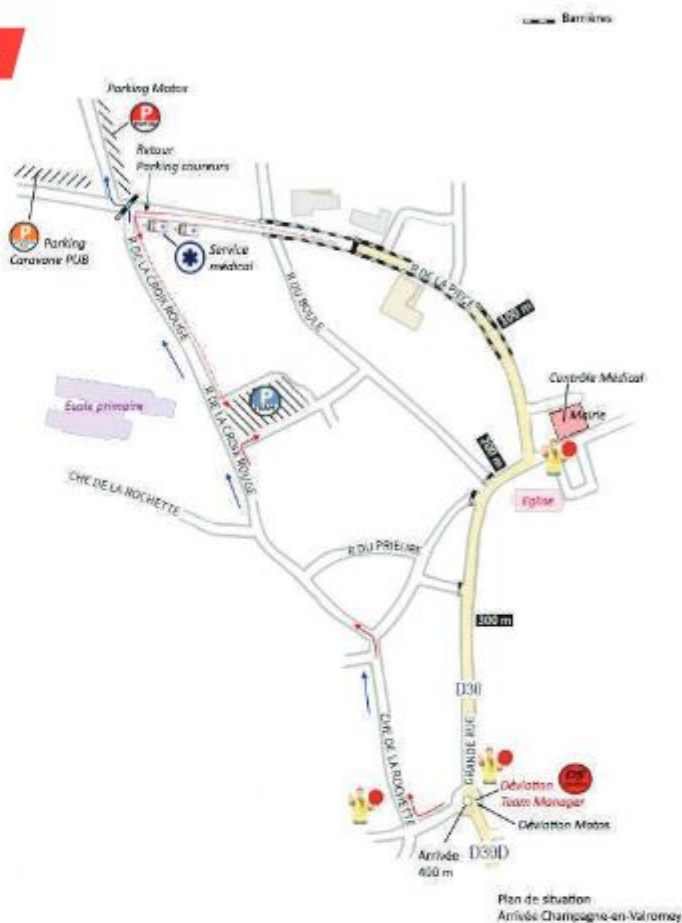 Barrières
Parking Motos
P
Retour
Parking coureurs
P
Parking
Caravane PUB
Service
médical
R DE LA CROIX ROUGE
R DU BOULE
R DE LA PIECE
100 m
Contrôle Médical
Mairie
Ecole primaire
P
R DE LA CROIX ROUGE
200 m
Eglise
CHE DE LA ROCHETTE
R DU PRIEURE
300 m
D30
GRANDE RUE
CHE DE LA ROCHETTE
DS
Déviation
Team Manager
Déviation Motos
Arrivée
400 m
D30D
Plan de situation
Arrivée Champagne-en-Valromey